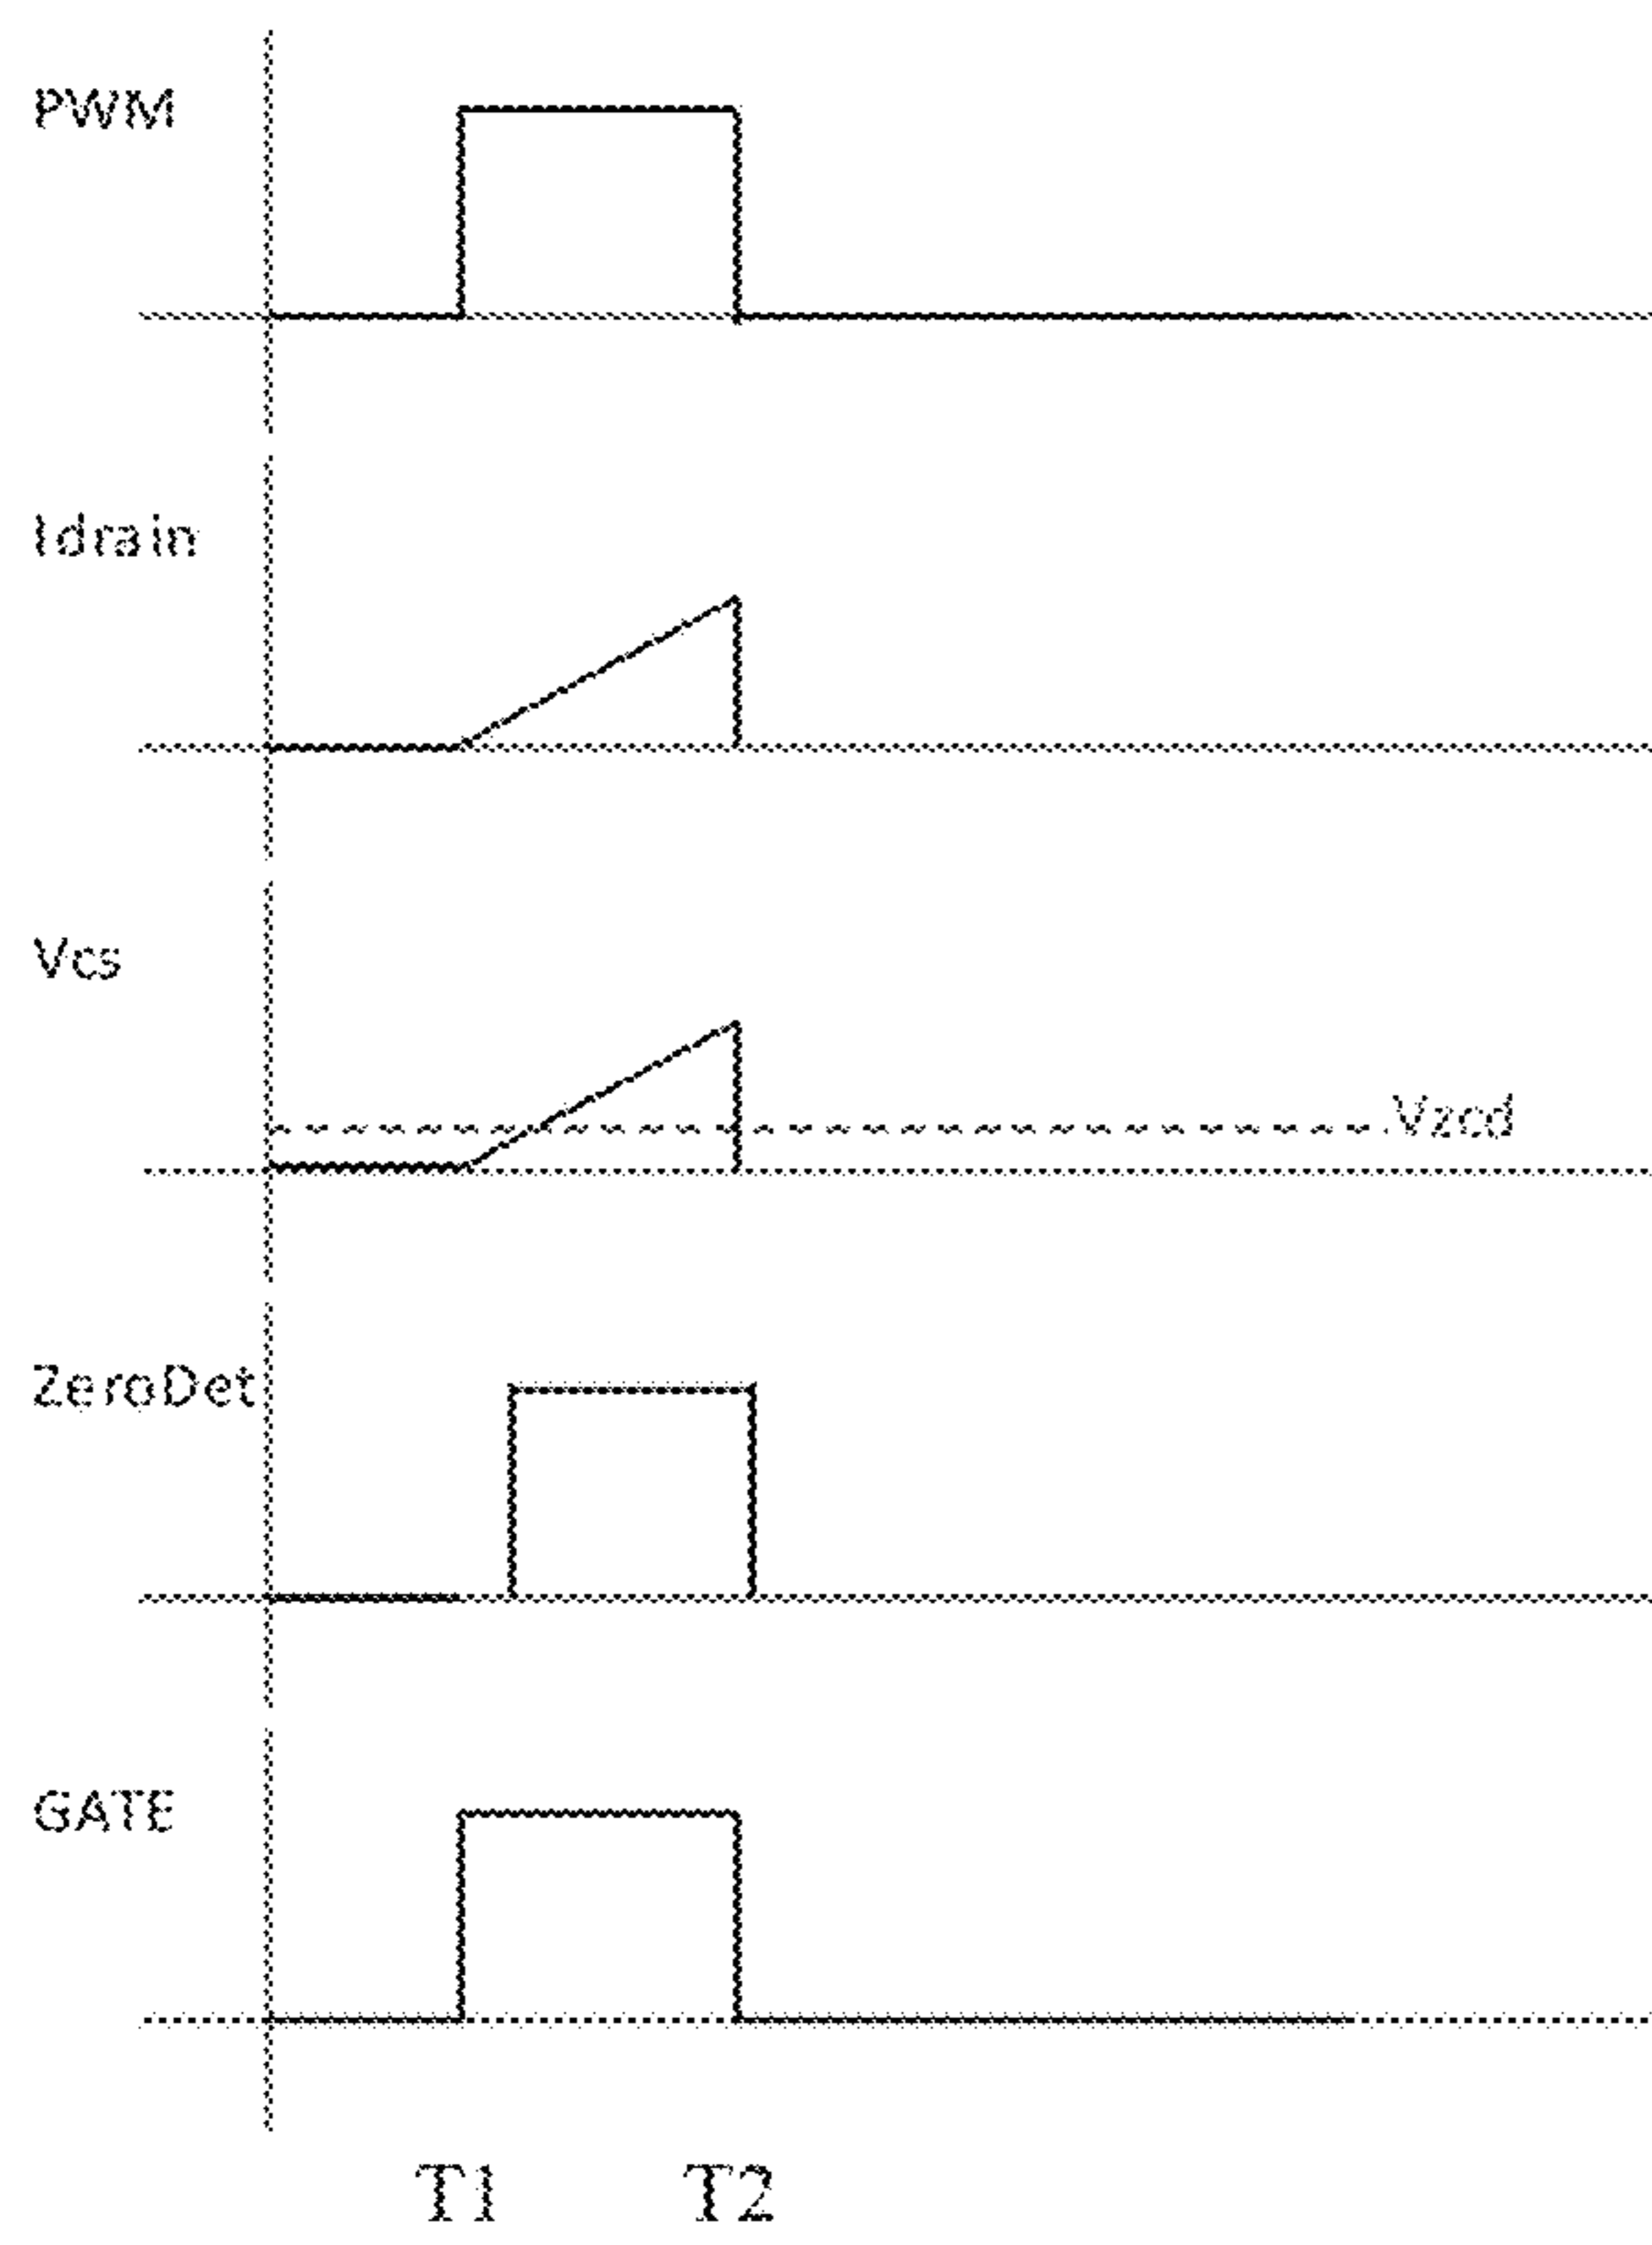 PWM
Idrain
Vcs
Vzcd
ZeroDet
GATE
T1 T2